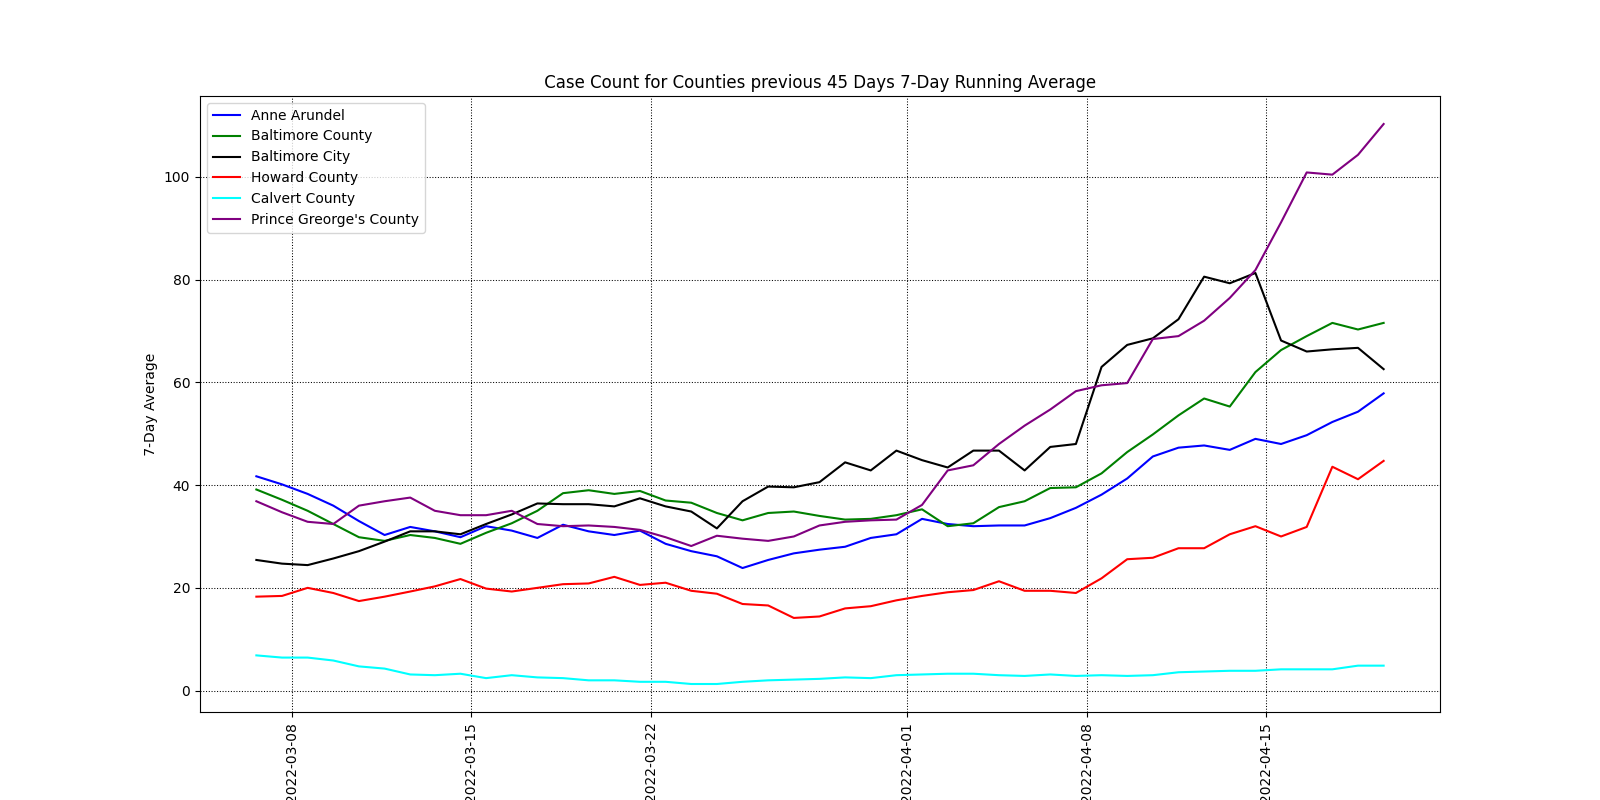 Case Count for Counties previous 45 Days 7-Day Running Average
Anne Arundel
Baltimore County
Baltimore City
Howard County
Calvert County
Prince Greorge's County
7-Day Average
100
80
60
40
20
0
2022-03-08
2022-03-15
2022-03-22
2022-04-01
2022-04-08
2022-04-15